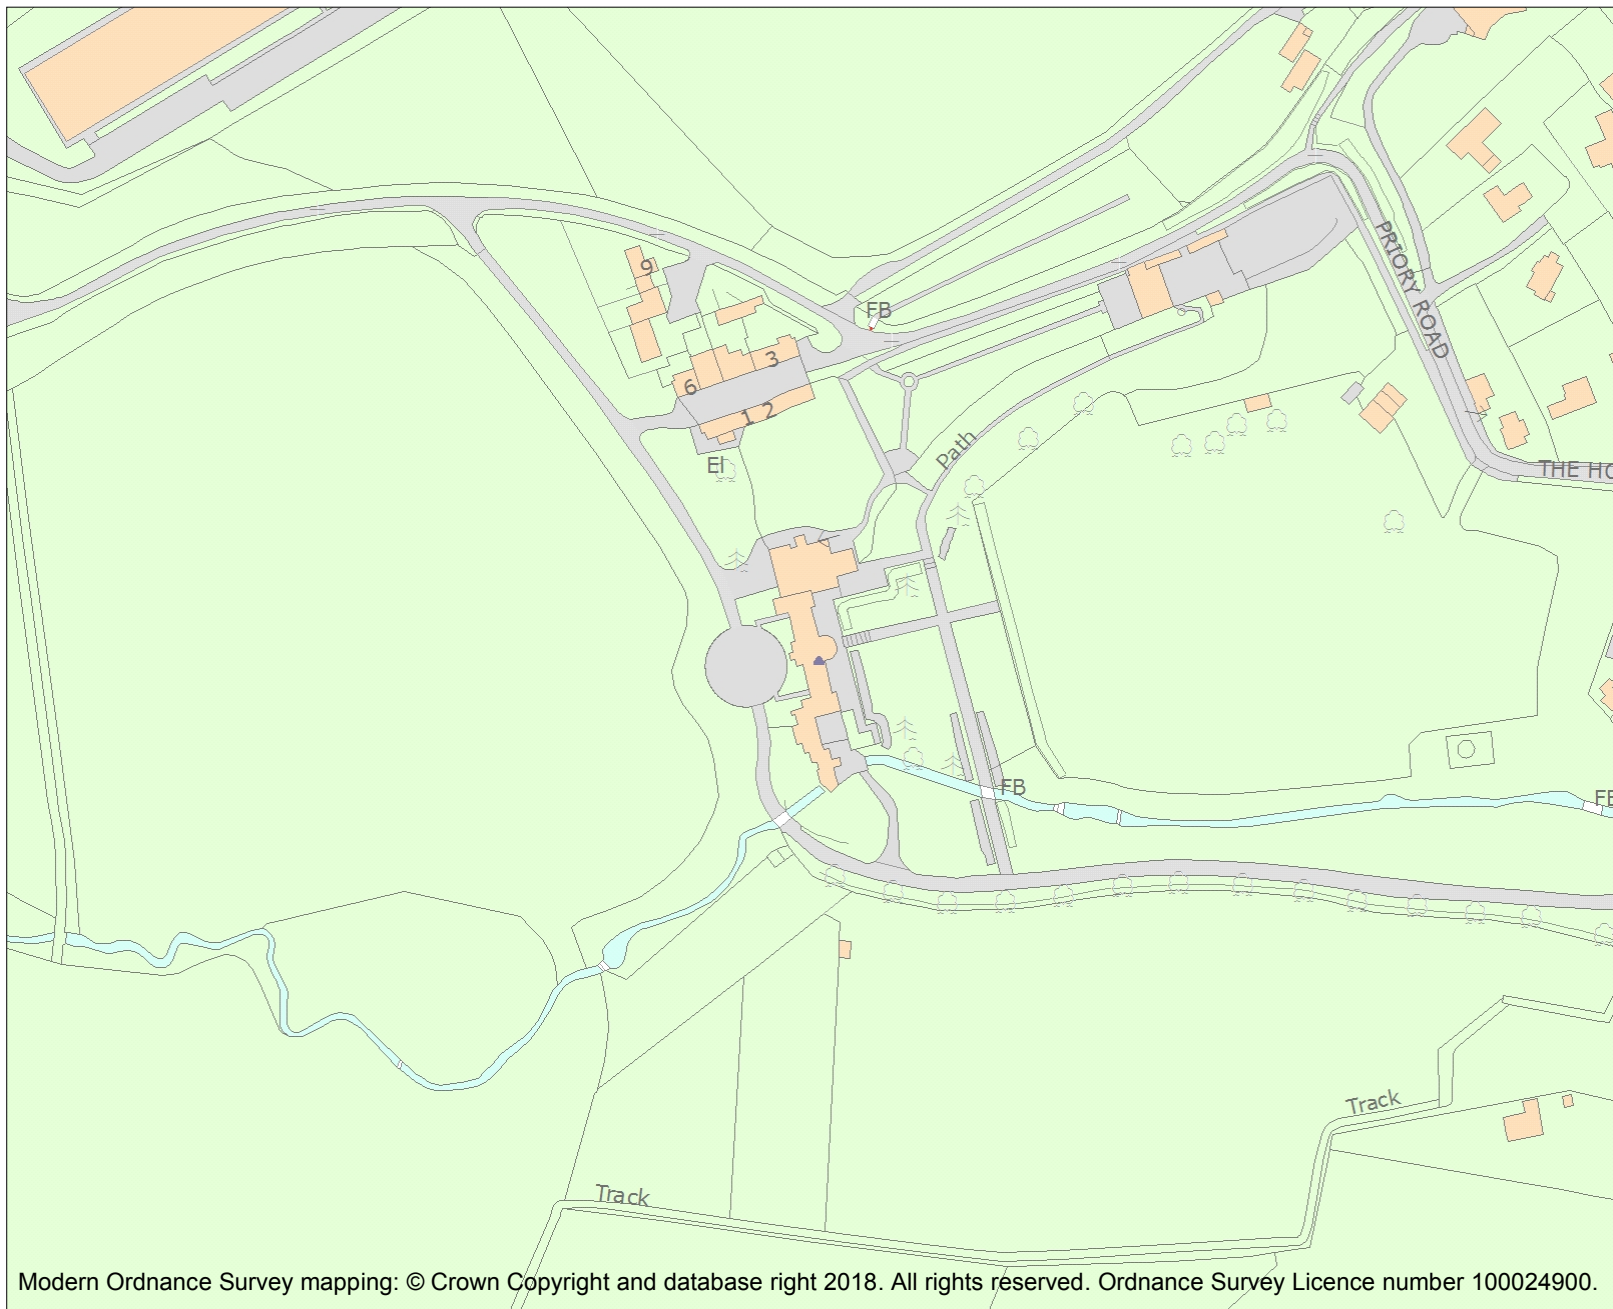 PRIORY ROAD
9
FB
3
6
1 2
El
Path
THE HO
FB
FB
Track
Track
Modern Ordnance Survey mapping: © Crown Copyright and database right 2018. All rights reserved. Ordnance Survey Licence number 100024900.